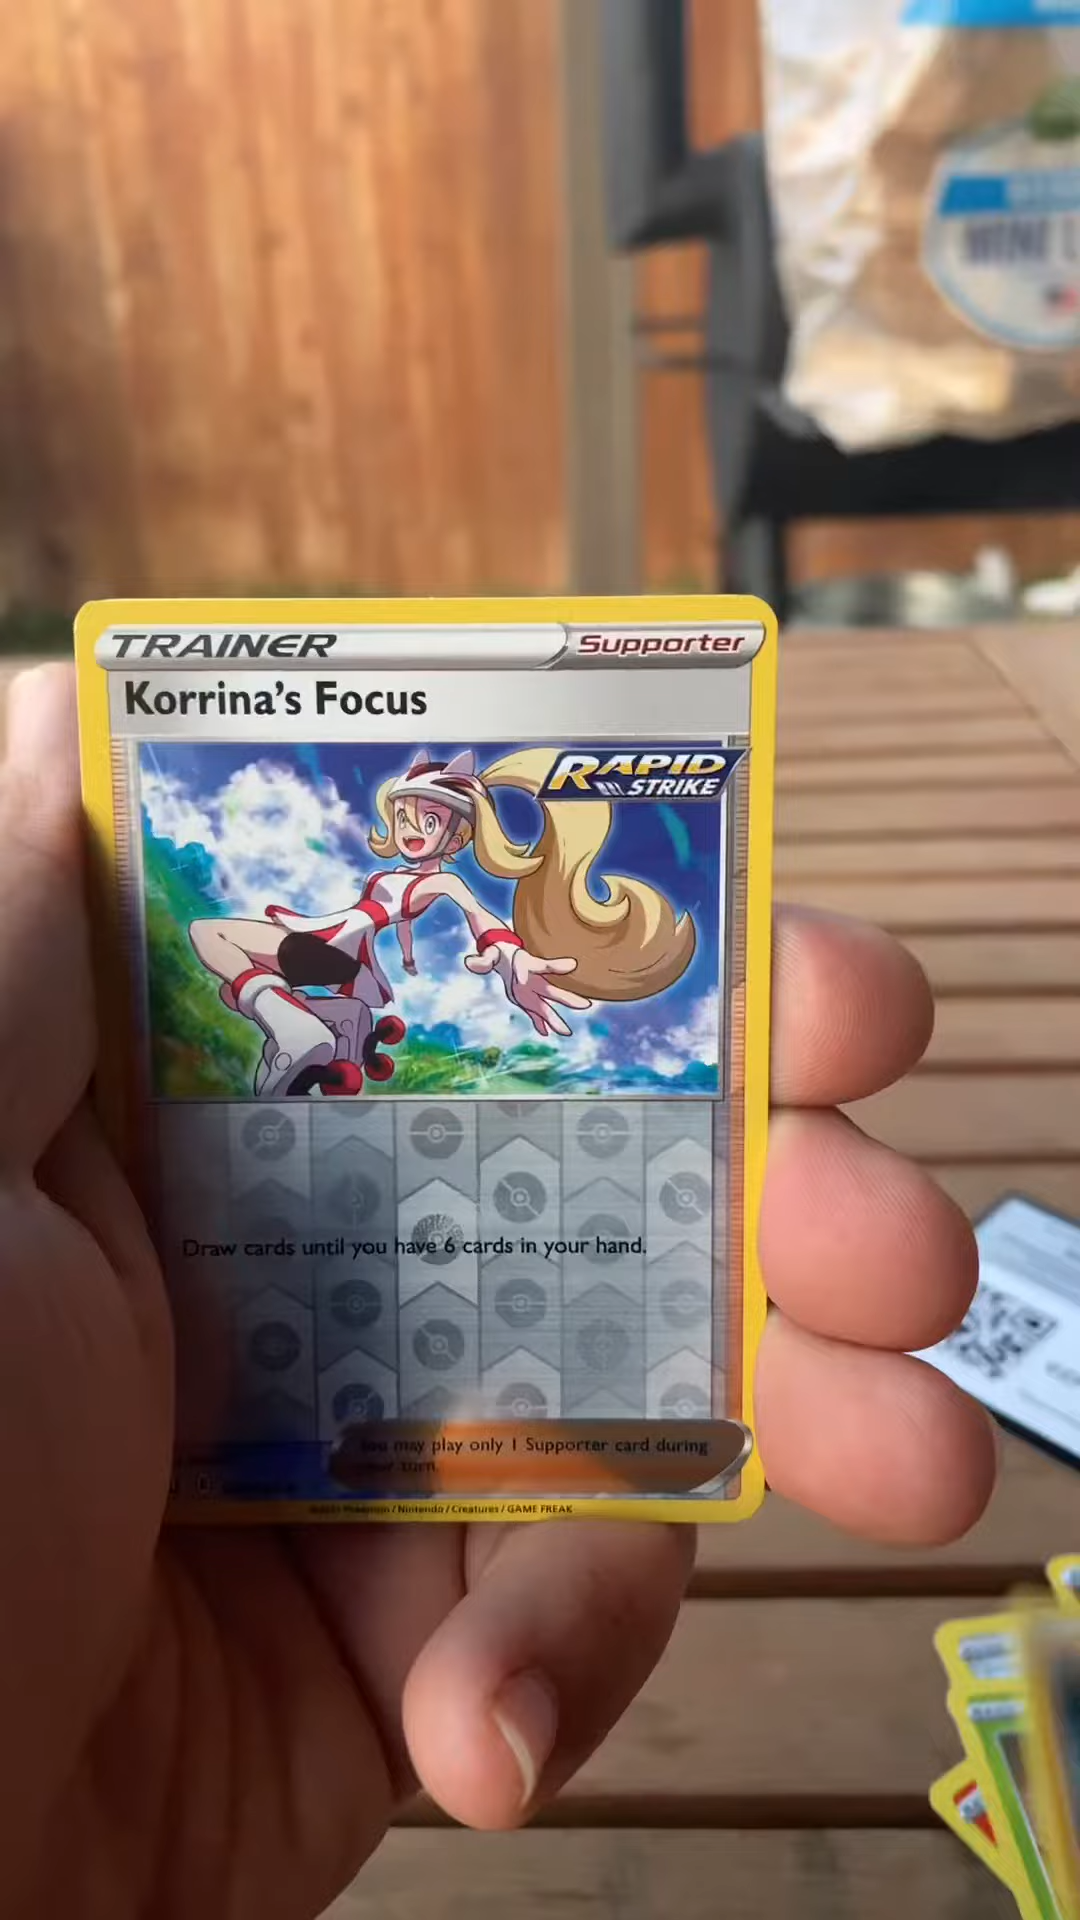 WINE
TRAINER
Supporter
Korrina's Focus
RAPID
STRIKE
Draw cards until you have 6 cards in your hand.
You may play only 1 Supporter card during
your turn.
©2021 Pokémon / Nintendo / Creatures / GAME FREAK